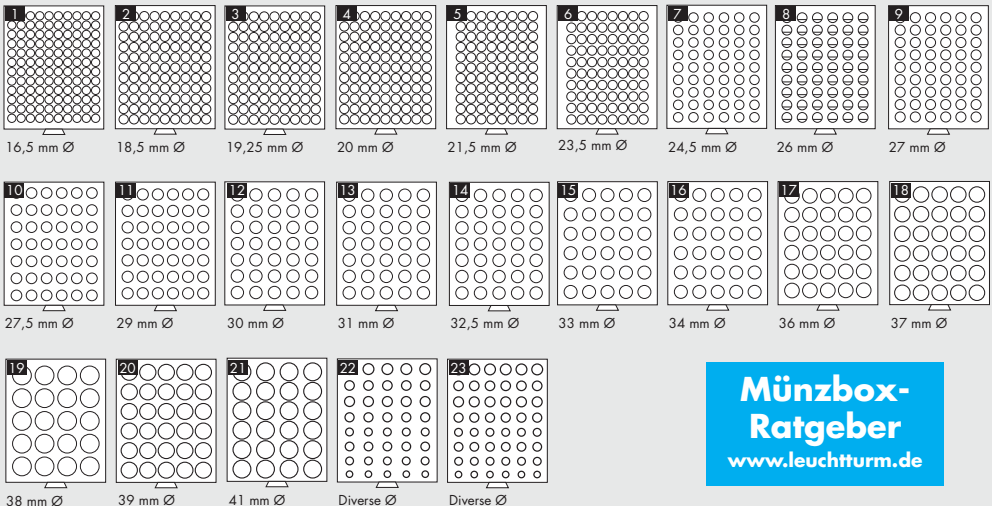 1 2 3 4 5 6 7 8 9
16,5 mm Ø 18,5 mm Ø 19,25 mm Ø 20 mm Ø 21,5 mm Ø 23,5 mm Ø 24,5 mm Ø 26 mm Ø 27 mm Ø
10 11 12 13 14 15 16 17 18
27,5 mm Ø 29 mm Ø 30 mm Ø 31 mm Ø 32,5 mm Ø 33 mm Ø 34 mm Ø 36 mm Ø 37 mm Ø
19 20 21 22 23
38 mm Ø 39 mm Ø 41 mm Ø Diverse Ø Diverse Ø
Münzbox-
Ratgeber
www.leuchtturm.de